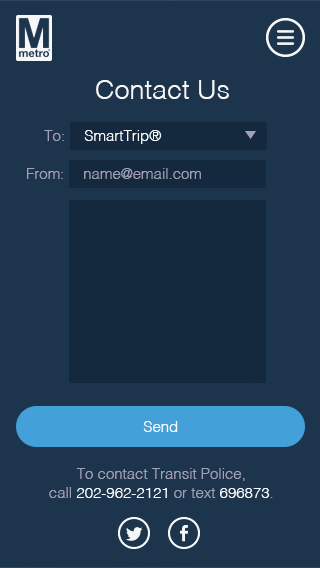 M
metro
Contact Us
To: SmartTrip®
From: name@email.com
Send
To contact Transit Police,
call 202-962-2121 or text 696873.